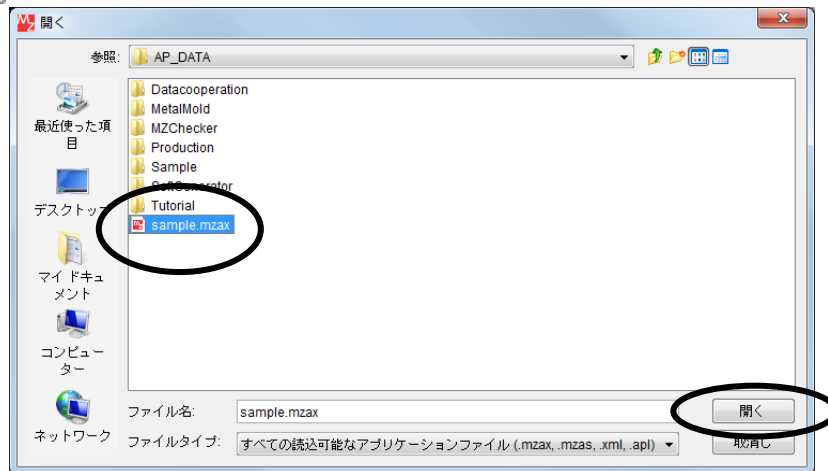 開く
参照: AP_DATA
Datacooperation
MetalMold
MZChecker
Production
Sample
SoftGenerator
Tutorial
sample.mzax
最近使った項
目
デスクトップ
マイ ドキュ
メント
コンピュー
ター
ネットワーク
ファイル名: sample.mzax 開く
ファイルタイプ: すべての読込可能なアプリケーションファイル (.mzax, .mzas, .xml, .apl) 取消し